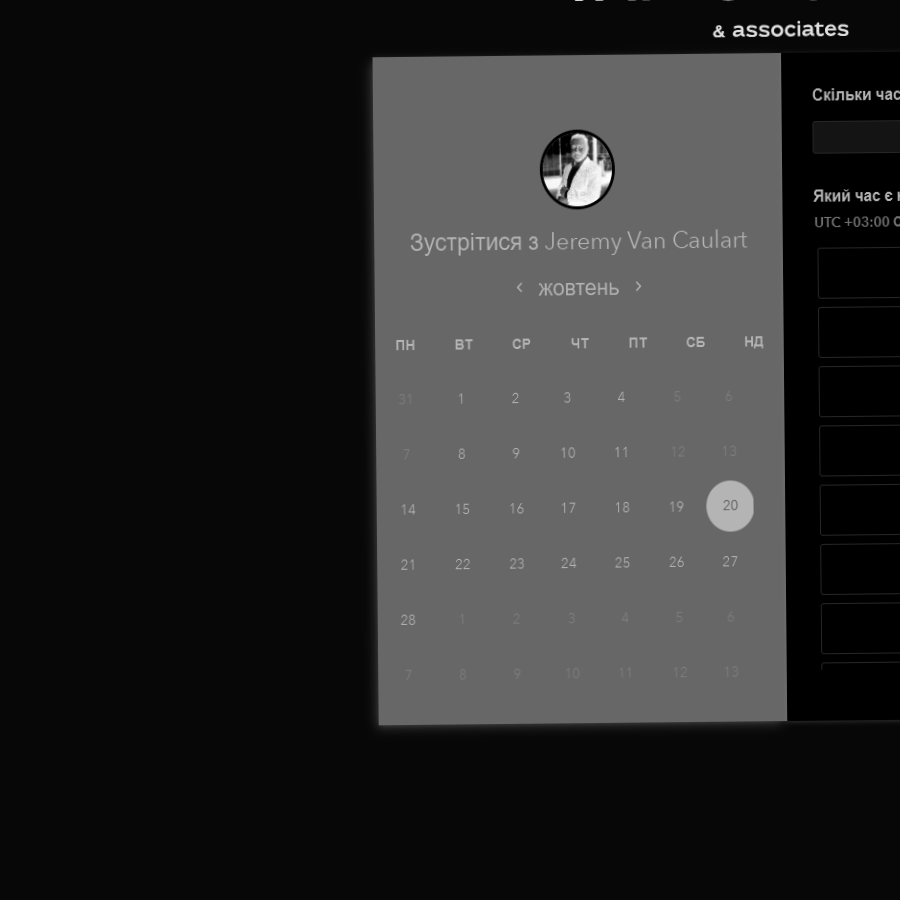 & associates
Зустрітися з Jeremy Van Caulart
‹ жовтень ›
ПН ВТ СР ЧТ ПТ СБ НД
31 1 2 3 4 5 6
7 8 9 10 11 12 13
14 15 16 17 18 19 20
21 22 23 24 25 26 27
28 1 2 3 4 5 6
7 8 9 10 11 12 13
Скільки час
Який час є
UTC +03:00